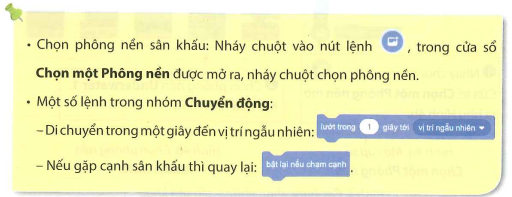 • Chọn phông nền sân khấu: Nháy chuột vào nút lệnh , trong cửa sổ
Chọn một Phông nền được mở ra, nháy chuột chọn phông nền.
• Một số lệnh trong nhóm Chuyển động:
– Di chuyển trong một giây đến vị trí ngẫu nhiên: lướt trong 1 giây tới vị trí ngẫu nhiên
– Nếu gặp cạnh sân khấu thì quay lại: bật lại nếu chạm cạnh .